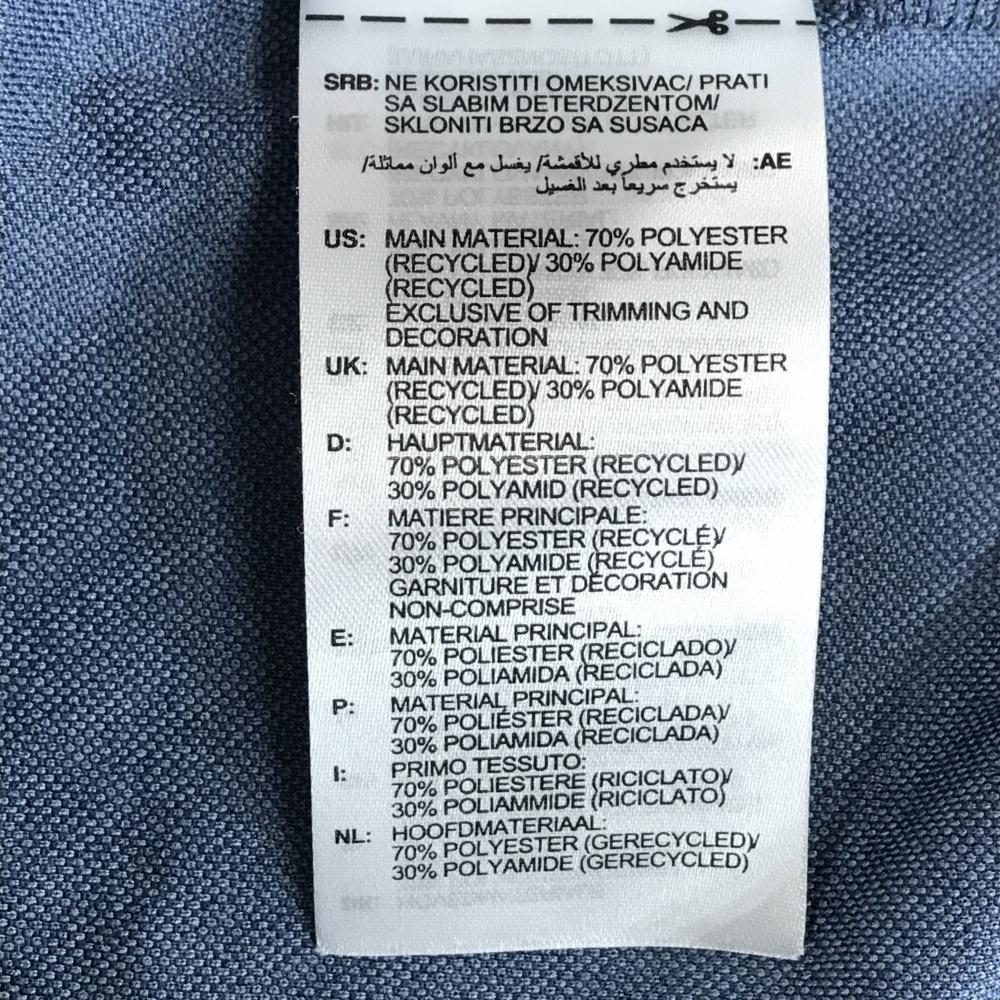 SRB: NE KORISTITI OMEKSIVAC/ PRATI
SA SLABIM DETERDZENTOM/
SKLONITI BRZO SA SUSACA
AE: لا يستخدم مطري للأقمشة/ يغسل مع ألوان مماثلة/
يستخرج سريعاً بعد الغسيل
US: MAIN MATERIAL: 70% POLYESTER
(RECYCLED)/ 30% POLYAMIDE
(RECYCLED)
EXCLUSIVE OF TRIMMING AND
DECORATION
UK: MAIN MATERIAL: 70% POLYESTER
(RECYCLED)/ 30% POLYAMIDE
(RECYCLED)
D: HAUPTMATERIAL:
70% POLYESTER (RECYCLED)/
30% POLYAMID (RECYCLED)
F: MATIERE PRINCIPALE:
70% POLYESTER (RECYCLÉ)/
30% POLYAMIDE (RECYCLÉ)
GARNITURE ET DÉCORATION
NON-COMPRISE
E: MATERIAL PRINCIPAL:
70% POLIESTER (RECICLADO)/
30% POLIAMIDA (RECICLADA)
P: MATERIAL PRINCIPAL:
70% POLIÉSTER (RECICLADA)/
30% POLIAMIDA (RECICLADA)
I: PRIMO TESSUTO:
70% POLIESTERE (RICICLATO)/
30% POLIAMMIDE (RICICLATO)
NL: HOOFDMATERIAAL:
70% POLYESTER (GERECYCLED)/
30% POLYAMIDE (GERECYCLED)